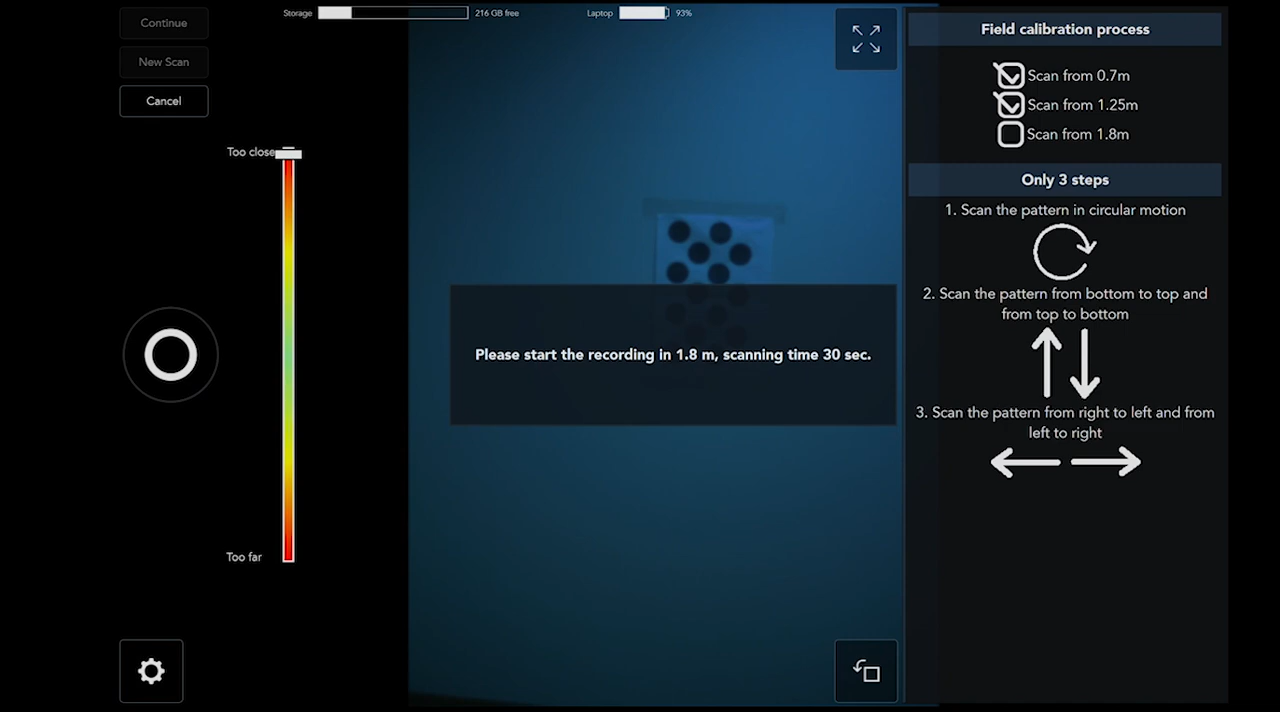 Continue
New Scan
Cancel
Storage
216 GB free
Laptop
93%
Too close
Too far
Please start the recording in 1.8 m, scanning time 30 sec.
Field calibration process
Scan from 0.7m
Scan from 1.25m
Scan from 1.8m
Only 3 steps
1. Scan the pattern in circular motion
2. Scan the pattern from bottom to top and
from top to bottom
3. Scan the pattern from right to left and from
left to right